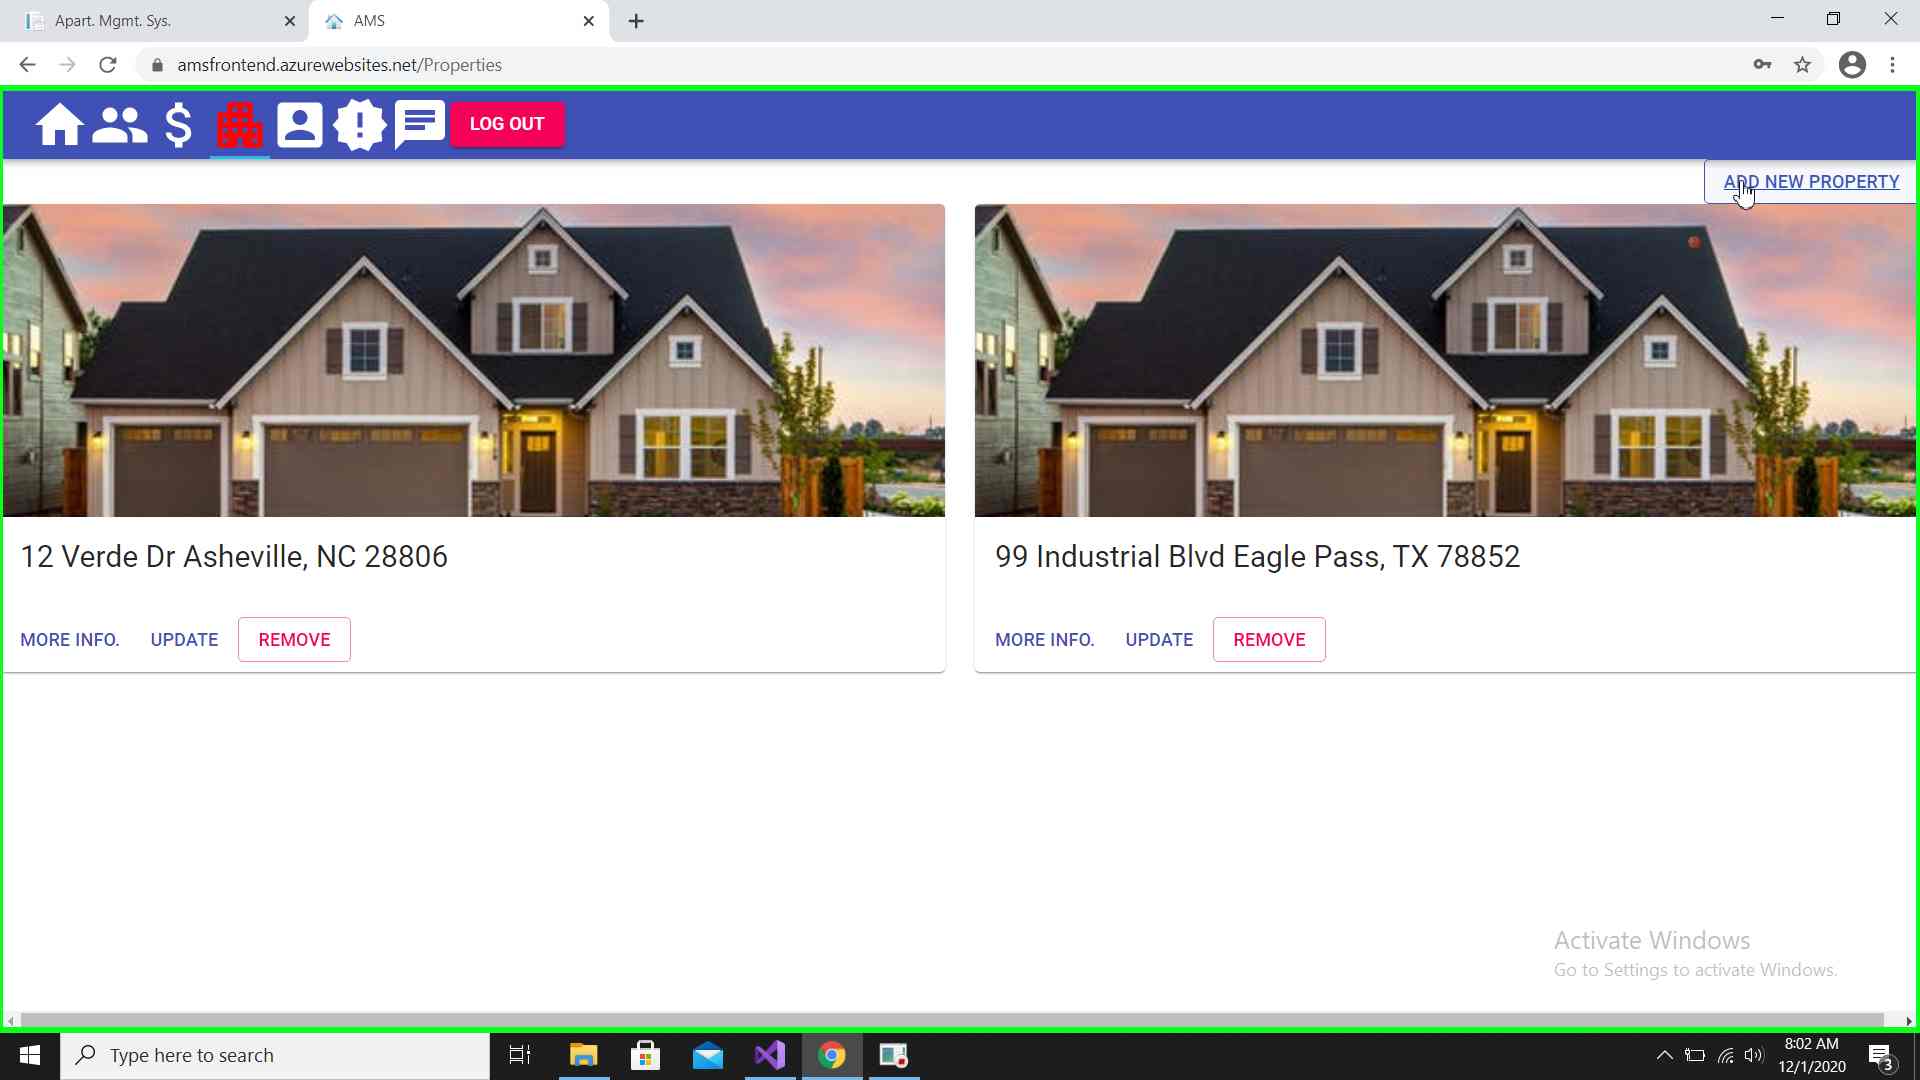 Apart. Mgmt. Sys.
AMS
amsfrontend.azurewebsites.net/Properties
LOG OUT
ADD NEW PROPERTY
12 Verde Dr Asheville, NC 28806
99 Industrial Blvd Eagle Pass, TX 78852
MORE INFO. UPDATE REMOVE
MORE INFO. UPDATE REMOVE
Activate Windows
Go to Settings to activate Windows.
Type here to search
8:02 AM
12/1/2020
3